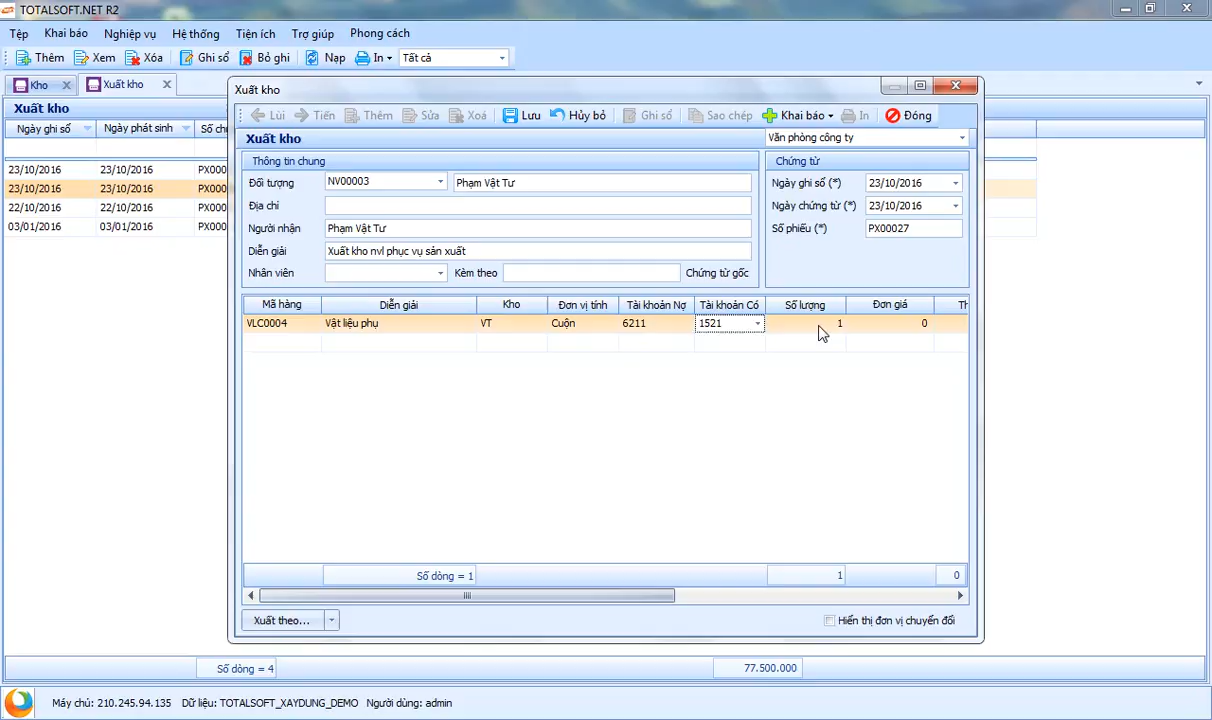 TOTALSOFT.NET R2
Tệp Khai báo Nghiệp vụ Hệ thống Tiện ích Trợ giúp Phong cách
Thêm Xem Xóa Ghi sổ Bỏ ghi Nạp In Tất cả
Kho Xuất kho
Xuất kho
Ngày ghi sổ Ngày phát sinh Số ch
23/10/2016 23/10/2016 PX00
23/10/2016 23/10/2016 PX00
22/10/2016 22/10/2016 PX00
03/01/2016 03/01/2016 PX00
Xuất kho
Lùi Tiến Thêm Sửa Xoá Lưu Hủy bỏ Ghi sổ Sao chép Khai báo In Đóng
Xuất kho Văn phòng công ty
Thông tin chung Chứng từ
Đối tượng NV00003 Phạm Vật Tư Ngày ghi sổ (*) 23/10/2016
Địa chỉ Ngày chứng từ (*) 23/10/2016
Người nhận Phạm Vật Tư Số phiếu (*) PX00027
Diễn giải Xuất kho nvl phục vụ sản xuất
Nhân viên Kèm theo Chứng từ gốc
Mã hàng Diễn giải Kho Đơn vị tính Tài khoản Nợ Tài khoản Có Số lượng Đơn giá Th
VLC0004 Vật liệu phụ VT Cuộn 6211 1521 1 0
Số dòng = 1 1 0
Xuất theo... Hiển thị đơn vị chuyển đổi
Số dòng = 4 77.500.000
Máy chủ: 210.245.94.135 Dữ liệu: TOTALSOFT_XAYDUNG_DEMO Người dùng: admin